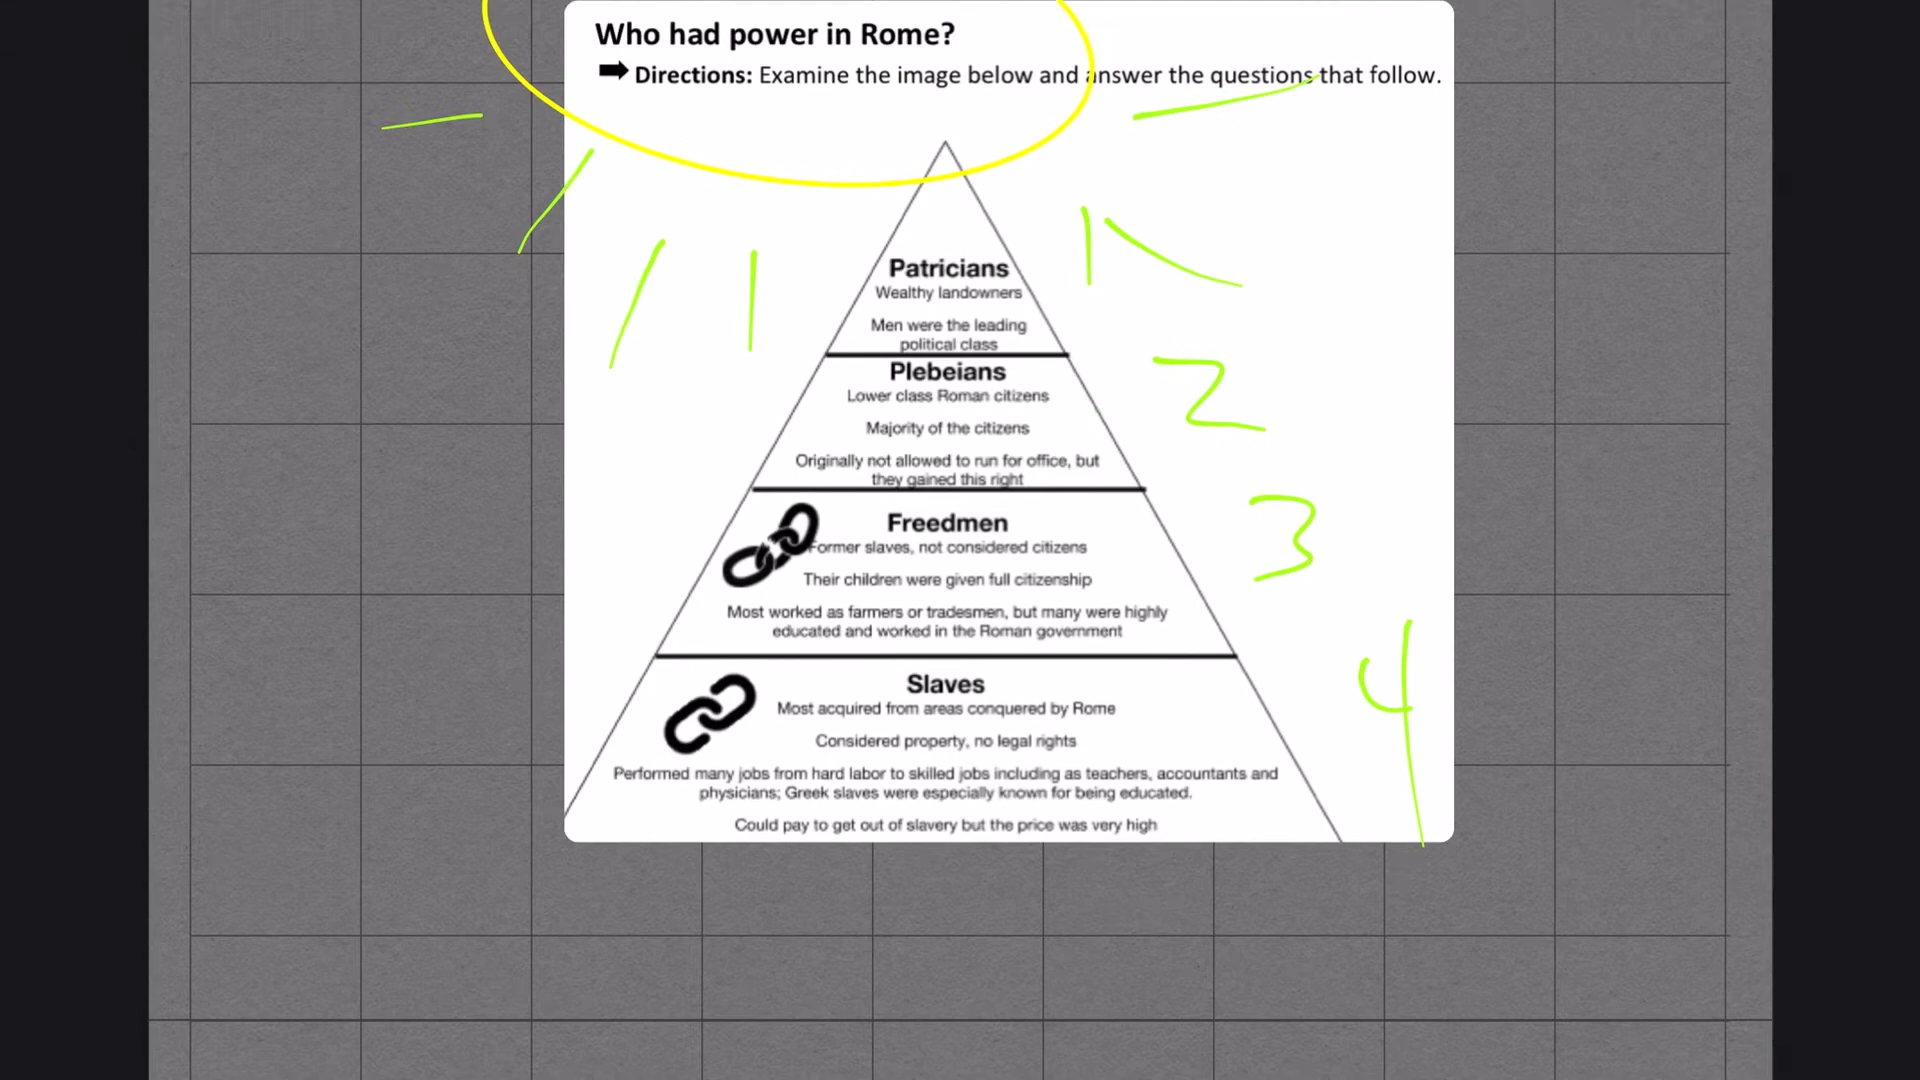 Who had power in Rome?
Directions: Examine the image below and answer the questions that follow.
Patricians
Wealthy landowners
Men were the leading
political class
1
Plebeians
Lower class Roman citizens
Majority of the citizens
Originally not allowed to run for office, but
they gained this right
2
Freedmen
Former slaves, not considered citizens
Their children were given full citizenship
Most worked as farmers or tradesmen, but many were highly
educated and worked in the Roman government
3
Slaves
Most acquired from areas conquered by Rome
Considered property, no legal rights
Performed many jobs from hard labor to skilled jobs including as teachers, accountants and
physicians; Greek slaves were especially known for being educated.
Could pay to get out of slavery but the price was very high
4